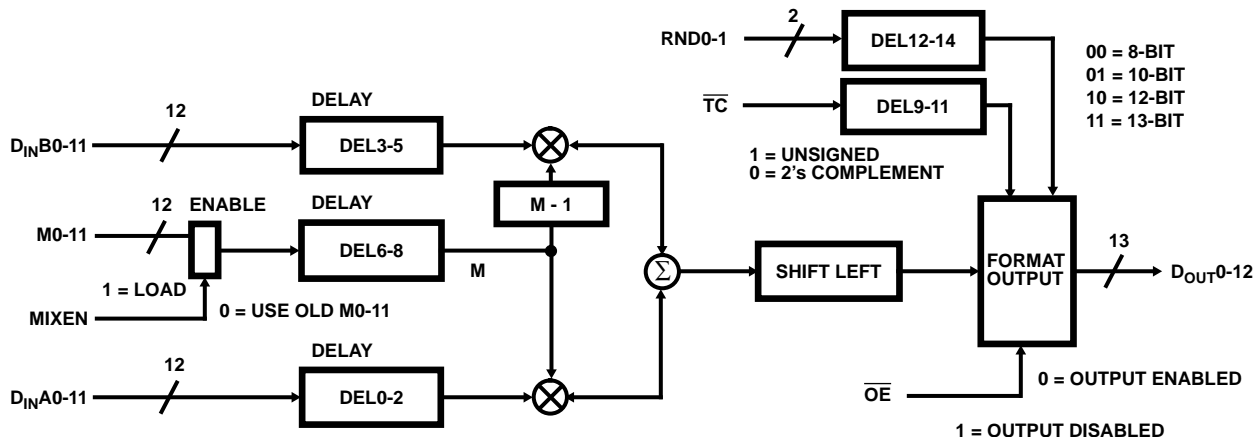 RND0-1
2
DEL12-14
00 = 8-BIT
01 = 10-BIT
10 = 12-BIT
11 = 13-BIT
TC
DEL9-11
1 = UNSIGNED
0 = 2's COMPLEMENT
DINB0-11
12
DELAY
DEL3-5
M - 1
M0-11
12
ENABLE
DELAY
DEL6-8
M
1 = LOAD
MIXEN
0 = USE OLD M0-11
DINA0-11
12
DELAY
DEL0-2
Σ
SHIFT LEFT
FORMAT
OUTPUT
13
DOUT0-12
OE
0 = OUTPUT ENABLED
1 = OUTPUT DISABLED